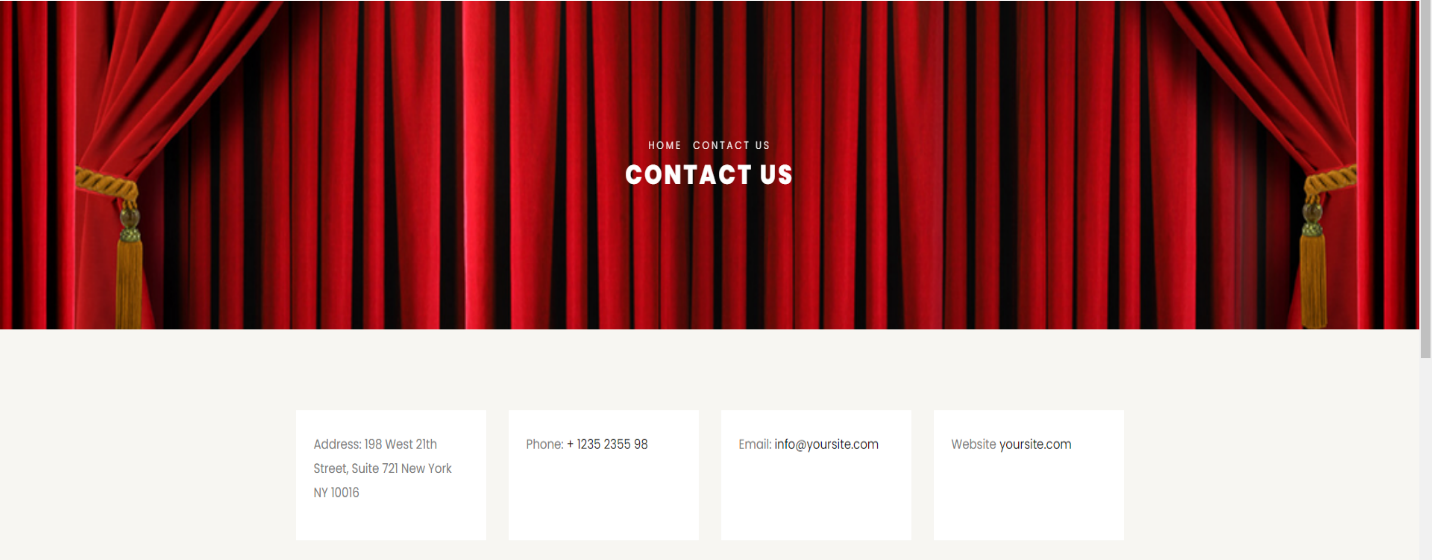 HOME CONTACT US
CONTACT US
Address: 198 West 21th
Street, Suite 721 New York
NY 10016
Phone: + 1235 2355 98
Email: info@yoursite.com
Website yoursite.com